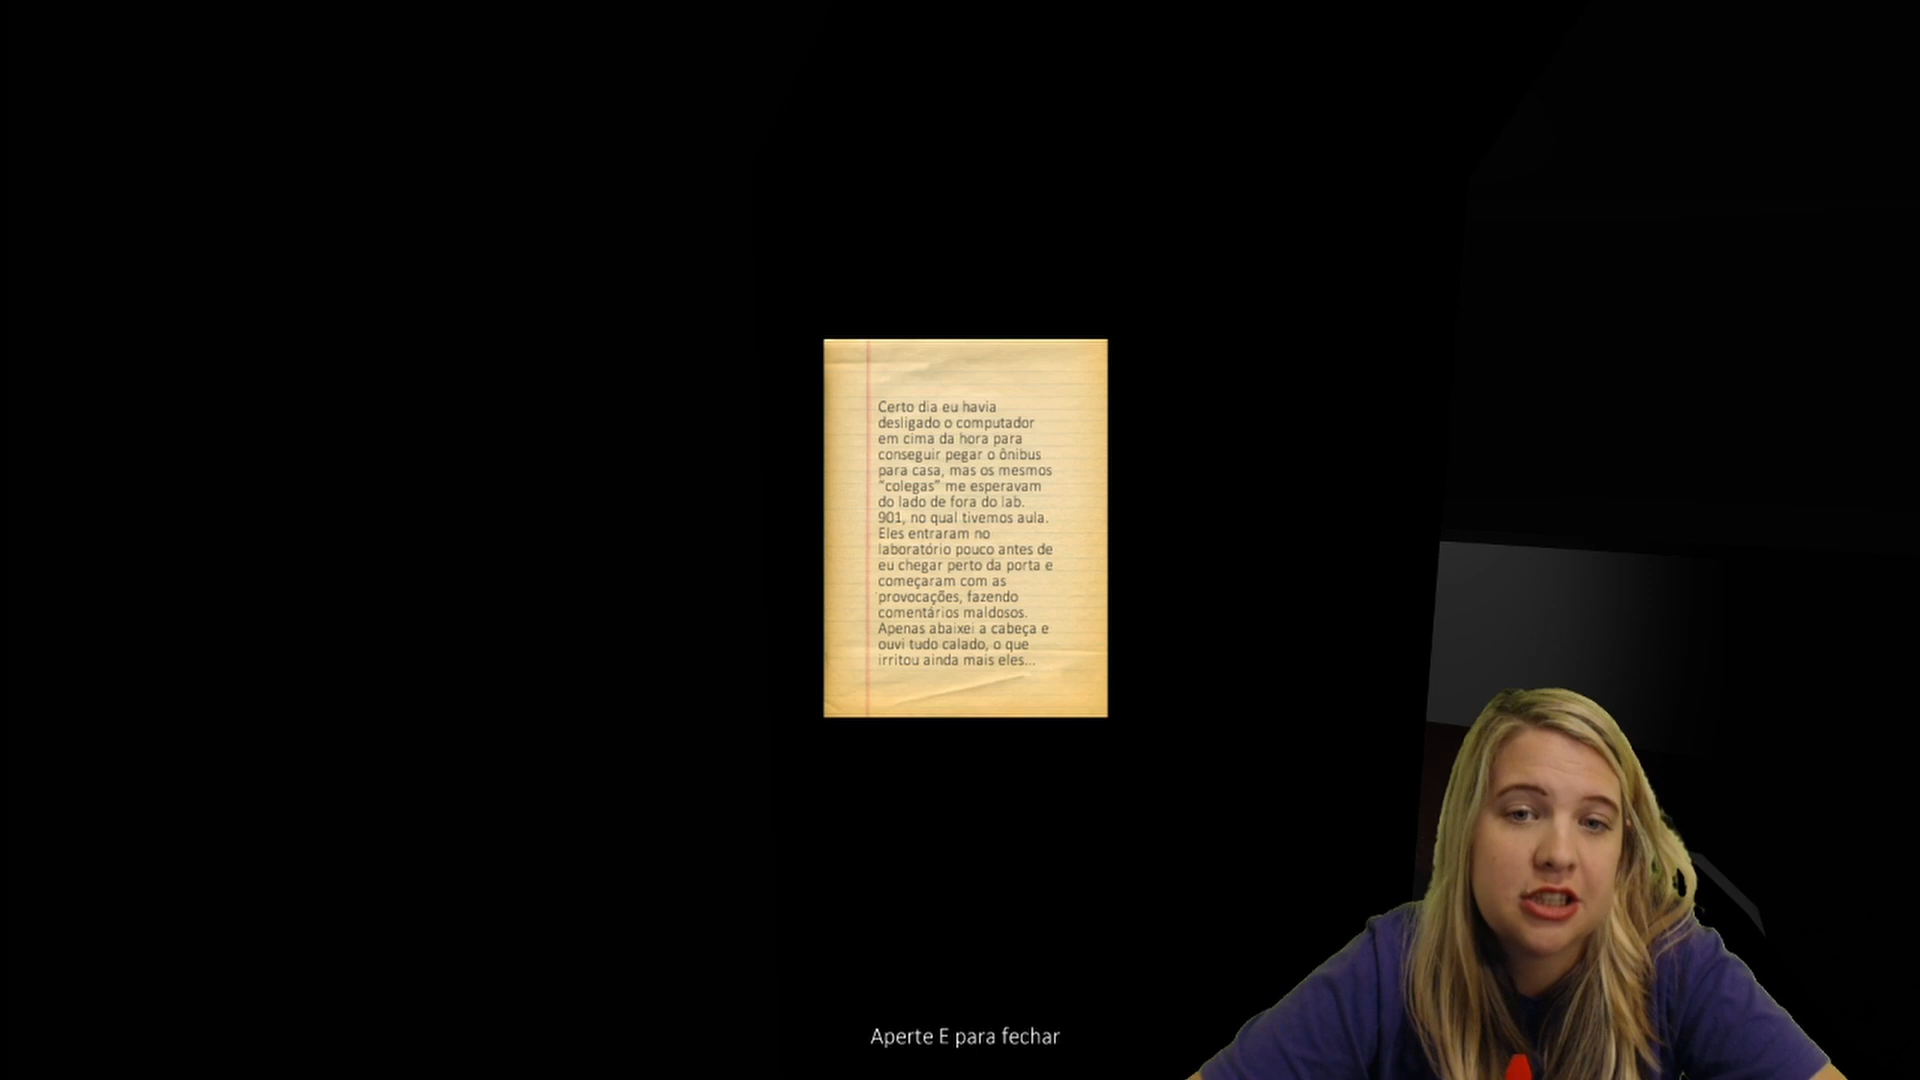 Certo dia eu havia
desligado o computador
em cima da hora para
conseguir pegar o ônibus
para casa, mas os mesmos
“colegas” me esperavam
do lado de fora do lab.
901, no qual tivemos aula.
Eles entraram no
laboratório pouco antes de
eu chegar perto da porta e
começaram com as
provocações, fazendo
comentários maldosos.
Apenas abaixei a cabeça e
ouvi tudo calado, o que
irritou ainda mais eles...
Aperte E para fechar